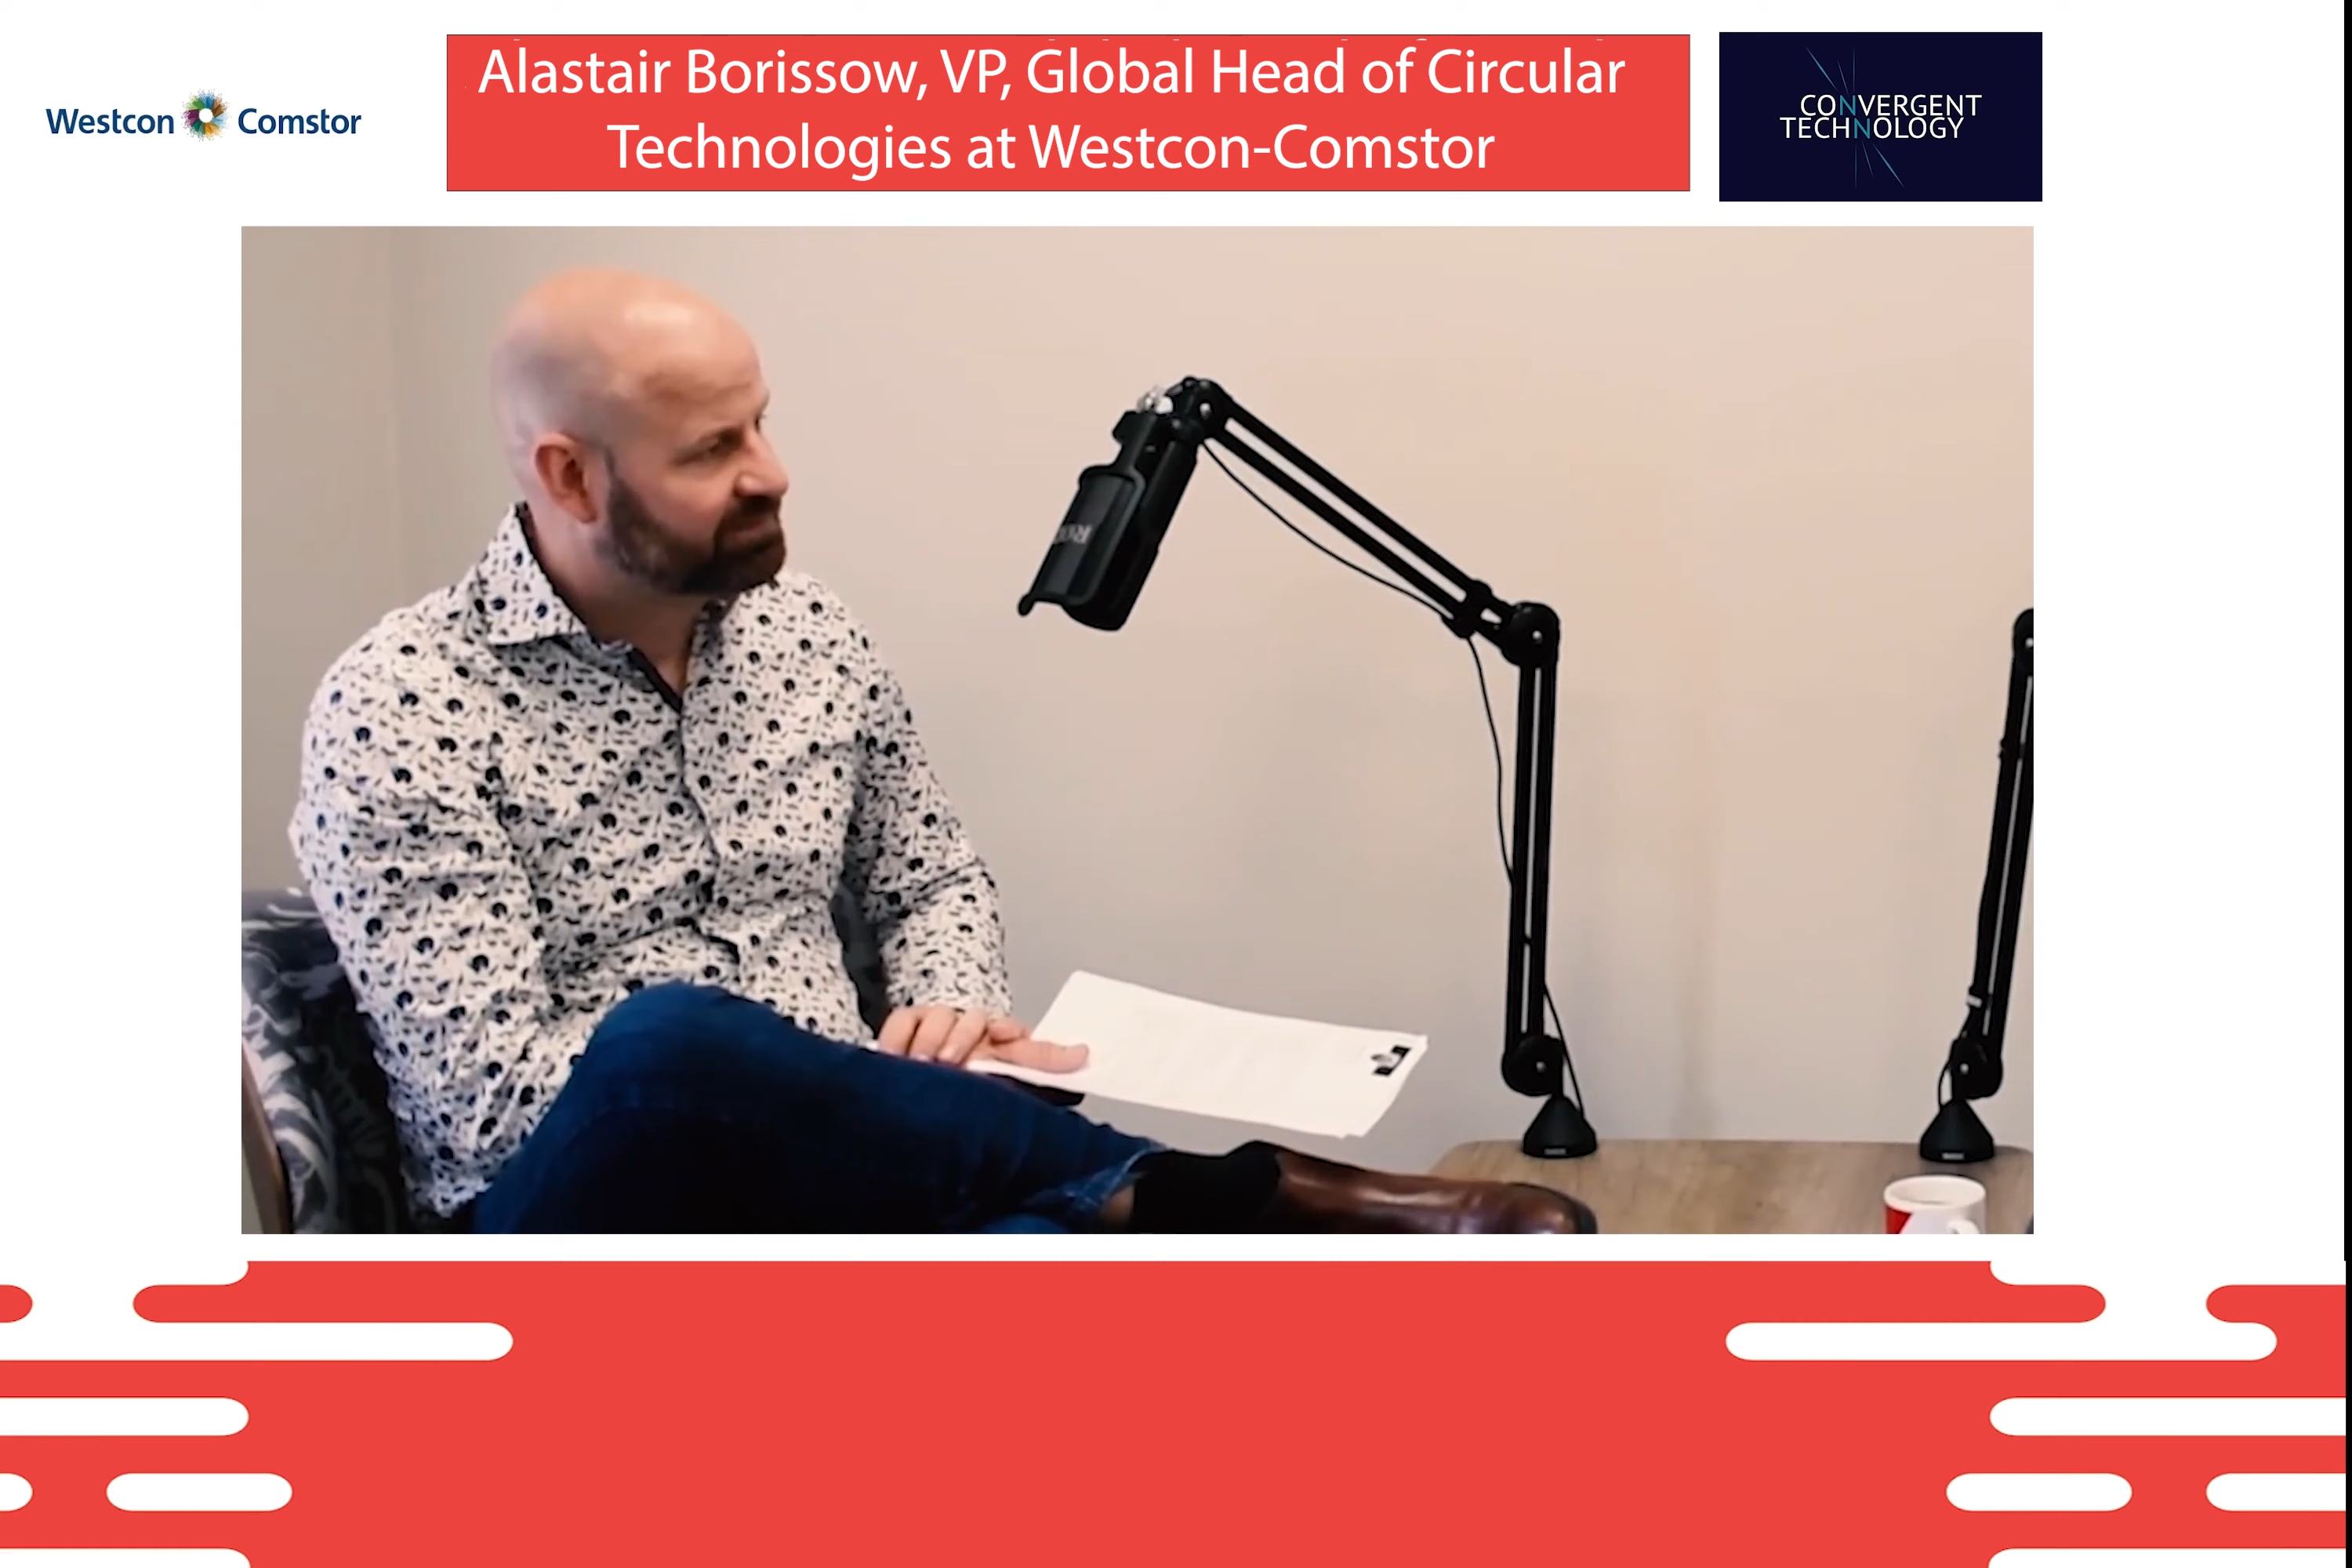 Westcon Comstor
Alastair Borissow, VP, Global Head of Circular
Technologies at Westcon-Comstor
CONVERGENT
TECHNOLOGY